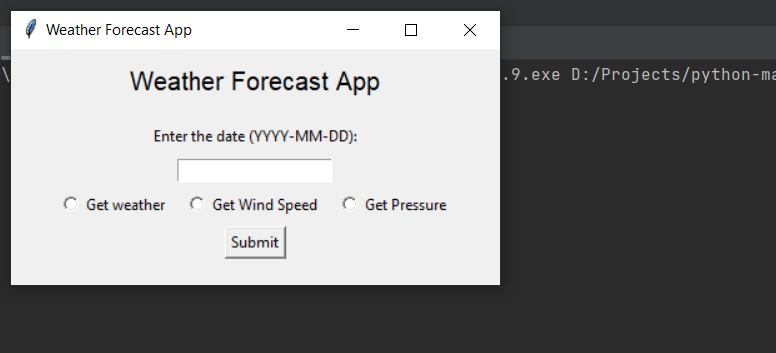 Weather Forecast App
Weather Forecast App
.9.exe D:/Projects/python-ma
Enter the date (YYYY-MM-DD):
Get weather Get Wind Speed Get Pressure
Submit